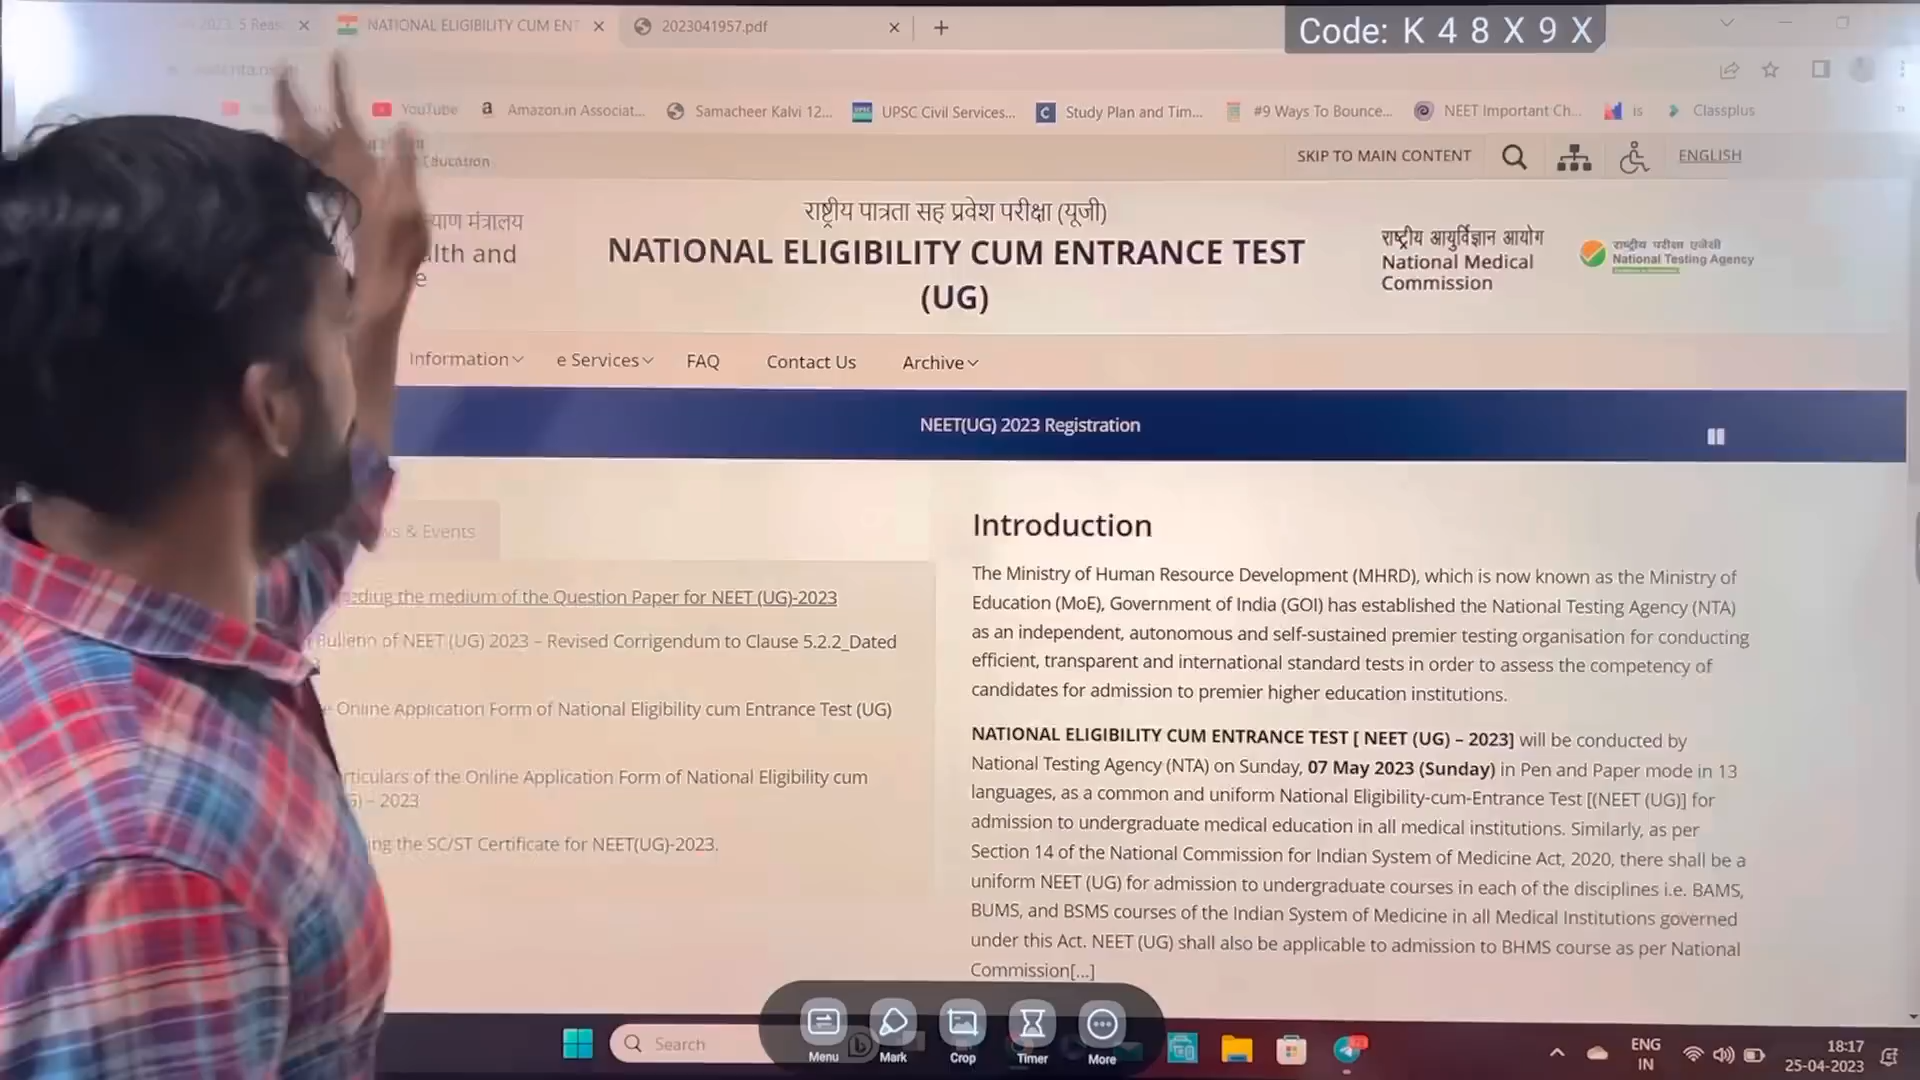 2023. 5 Reas
NATIONAL ELIGIBILITY CUM ENT
2023041957.pdf
Code: K 4 8 X 9 X
YouTube
Amazon.in Associat...
Samacheer Kalvi 12...
UPSC Civil Services...
Study Plan and Tim...
#9 Ways To Bounce...
NEET Important Ch...
is
Classplus
Education
SKIP TO MAIN CONTENT
ENGLISH
मंत्रालय
lth and
e
राष्ट्रीय पात्रता सह प्रवेश परीक्षा (यूजी)
NATIONAL ELIGIBILITY CUM ENTRANCE TEST
(UG)
राष्ट्रीय आयुर्विज्ञान आयोग
National Medical
Commission
राष्ट्रीय परीक्षा एजेंसी
National Testing Agency
Information
e Services
FAQ
Contact Us
Archive
NEET(UG) 2023 Registration
& Events
the medium of the Question Paper for NEET (UG)-2023
Bulletin of NEET (UG) 2023 – Revised Corrigendum to Clause 5.2.2_Dated
Online Application Form of National Eligibility cum Entrance Test (UG)
rticulars of the Online Application Form of National Eligibility cum
– 2023
ing the SC/ST Certificate for NEET(UG)-2023.
Introduction
The Ministry of Human Resource Development (MHRD), which is now known as the Ministry of
Education (MoE), Government of India (GOI) has established the National Testing Agency (NTA)
as an independent, autonomous and self-sustained premier testing organisation for conducting
efficient, transparent and international standard tests in order to assess the competency of
candidates for admission to premier higher education institutions.
NATIONAL ELIGIBILITY CUM ENTRANCE TEST [ NEET (UG) – 2023] will be conducted by
National Testing Agency (NTA) on Sunday, 07 May 2023 (Sunday) in Pen and Paper mode in 13
languages, as a common and uniform National Eligibility-cum-Entrance Test [(NEET (UG)] for
admission to undergraduate medical education in all medical institutions. Similarly, as per
Section 14 of the National Commission for Indian System of Medicine Act, 2020, there shall be a
uniform NEET (UG) for admission to undergraduate courses in each of the disciplines i.e. BAMS,
BUMS, and BSMS courses of the Indian System of Medicine in all Medical Institutions governed
under this Act. NEET (UG) shall also be applicable to admission to BHMS course as per National
Commission[...]
Menu
Mark
Crop
Timer
More
Search
ENG
IN
18:17
25-04-2023